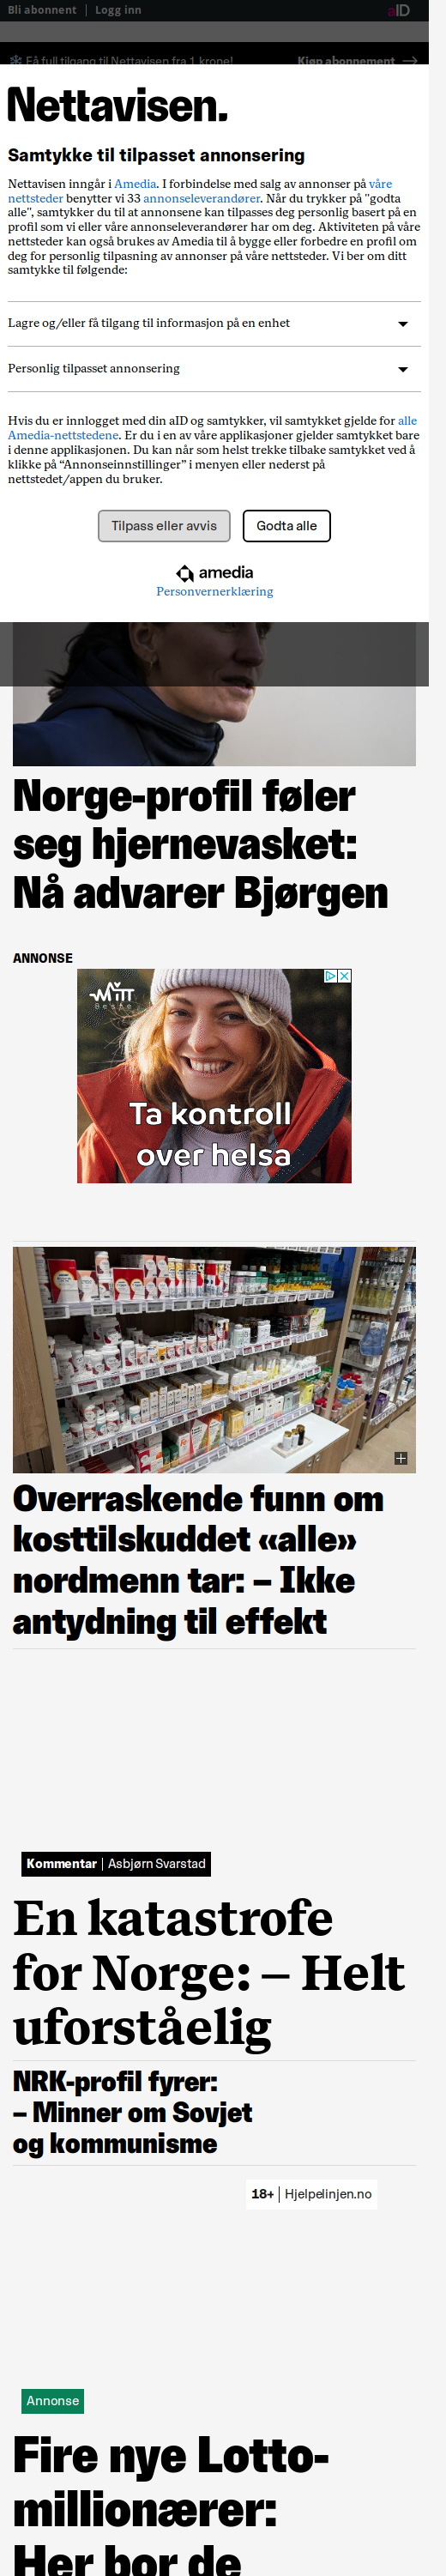 Bli abonnent | Logg inn aID
Få full tilgang til Nettavisen fra 1 krone! Kjøp abonnement →
Nettavisen.
Samtykke til tilpasset annonsering
Nettavisen inngår i Amedia. I forbindelse med salg av annonser på våre
nettsteder benytter vi 33 annonseleverandører. Når du trykker på "godta
alle", samtykker du til at annonsene kan tilpasses deg personlig basert på en
profil som vi eller våre annonseleverandører har om deg. Aktiviteten på våre
nettsteder kan også brukes av Amedia til å bygge eller forbedre en profil om
deg for personlig tilpasning av annonser på våre nettsteder. Vi ber om ditt
samtykke til følgende:
Lagre og/eller få tilgang til informasjon på en enhet
Personlig tilpasset annonsering
Hvis du er innlogget med din aID og samtykker, vil samtykket gjelde for alle
Amedia-nettstedene. Er du i en av våre applikasjoner gjelder samtykket bare
i denne applikasjonen. Du kan når som helst trekke tilbake samtykket ved å
klikke på “Annonseinnstillinger” i menyen eller nederst på
nettstedet/appen du bruker.
Tilpass eller avvis Godta alle
amedia
Personvernerklæring
Norge-profil føler
seg hjernevasket:
Nå advarer Bjørgen
ANNONSE
Mitt
Beste
Ta kontroll
over helsa
Overraskende funn om
kosttilskuddet «alle»
nordmenn tar: – Ikke
antydning til effekt
Kommentar | Asbjørn Svarstad
En katastrofe
for Norge: – Helt
uforståelig
NRK-profil fyrer:
– Minner om Sovjet
og kommunisme
18+ | Hjelpelinjen.no
Annonse
Fire nye Lotto-
millionærer:
Her bor de